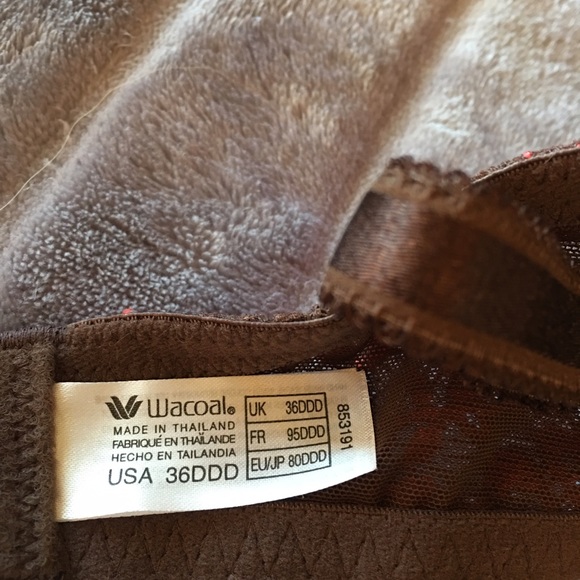 Wacoal®
MADE IN THAILAND
FABRIQUÉ EN THAÏLANDE
HECHO EN TAILANDIA
USA 36DDD
UK 36DDD
FR 95DDD
EU/JP 80DDD
853191